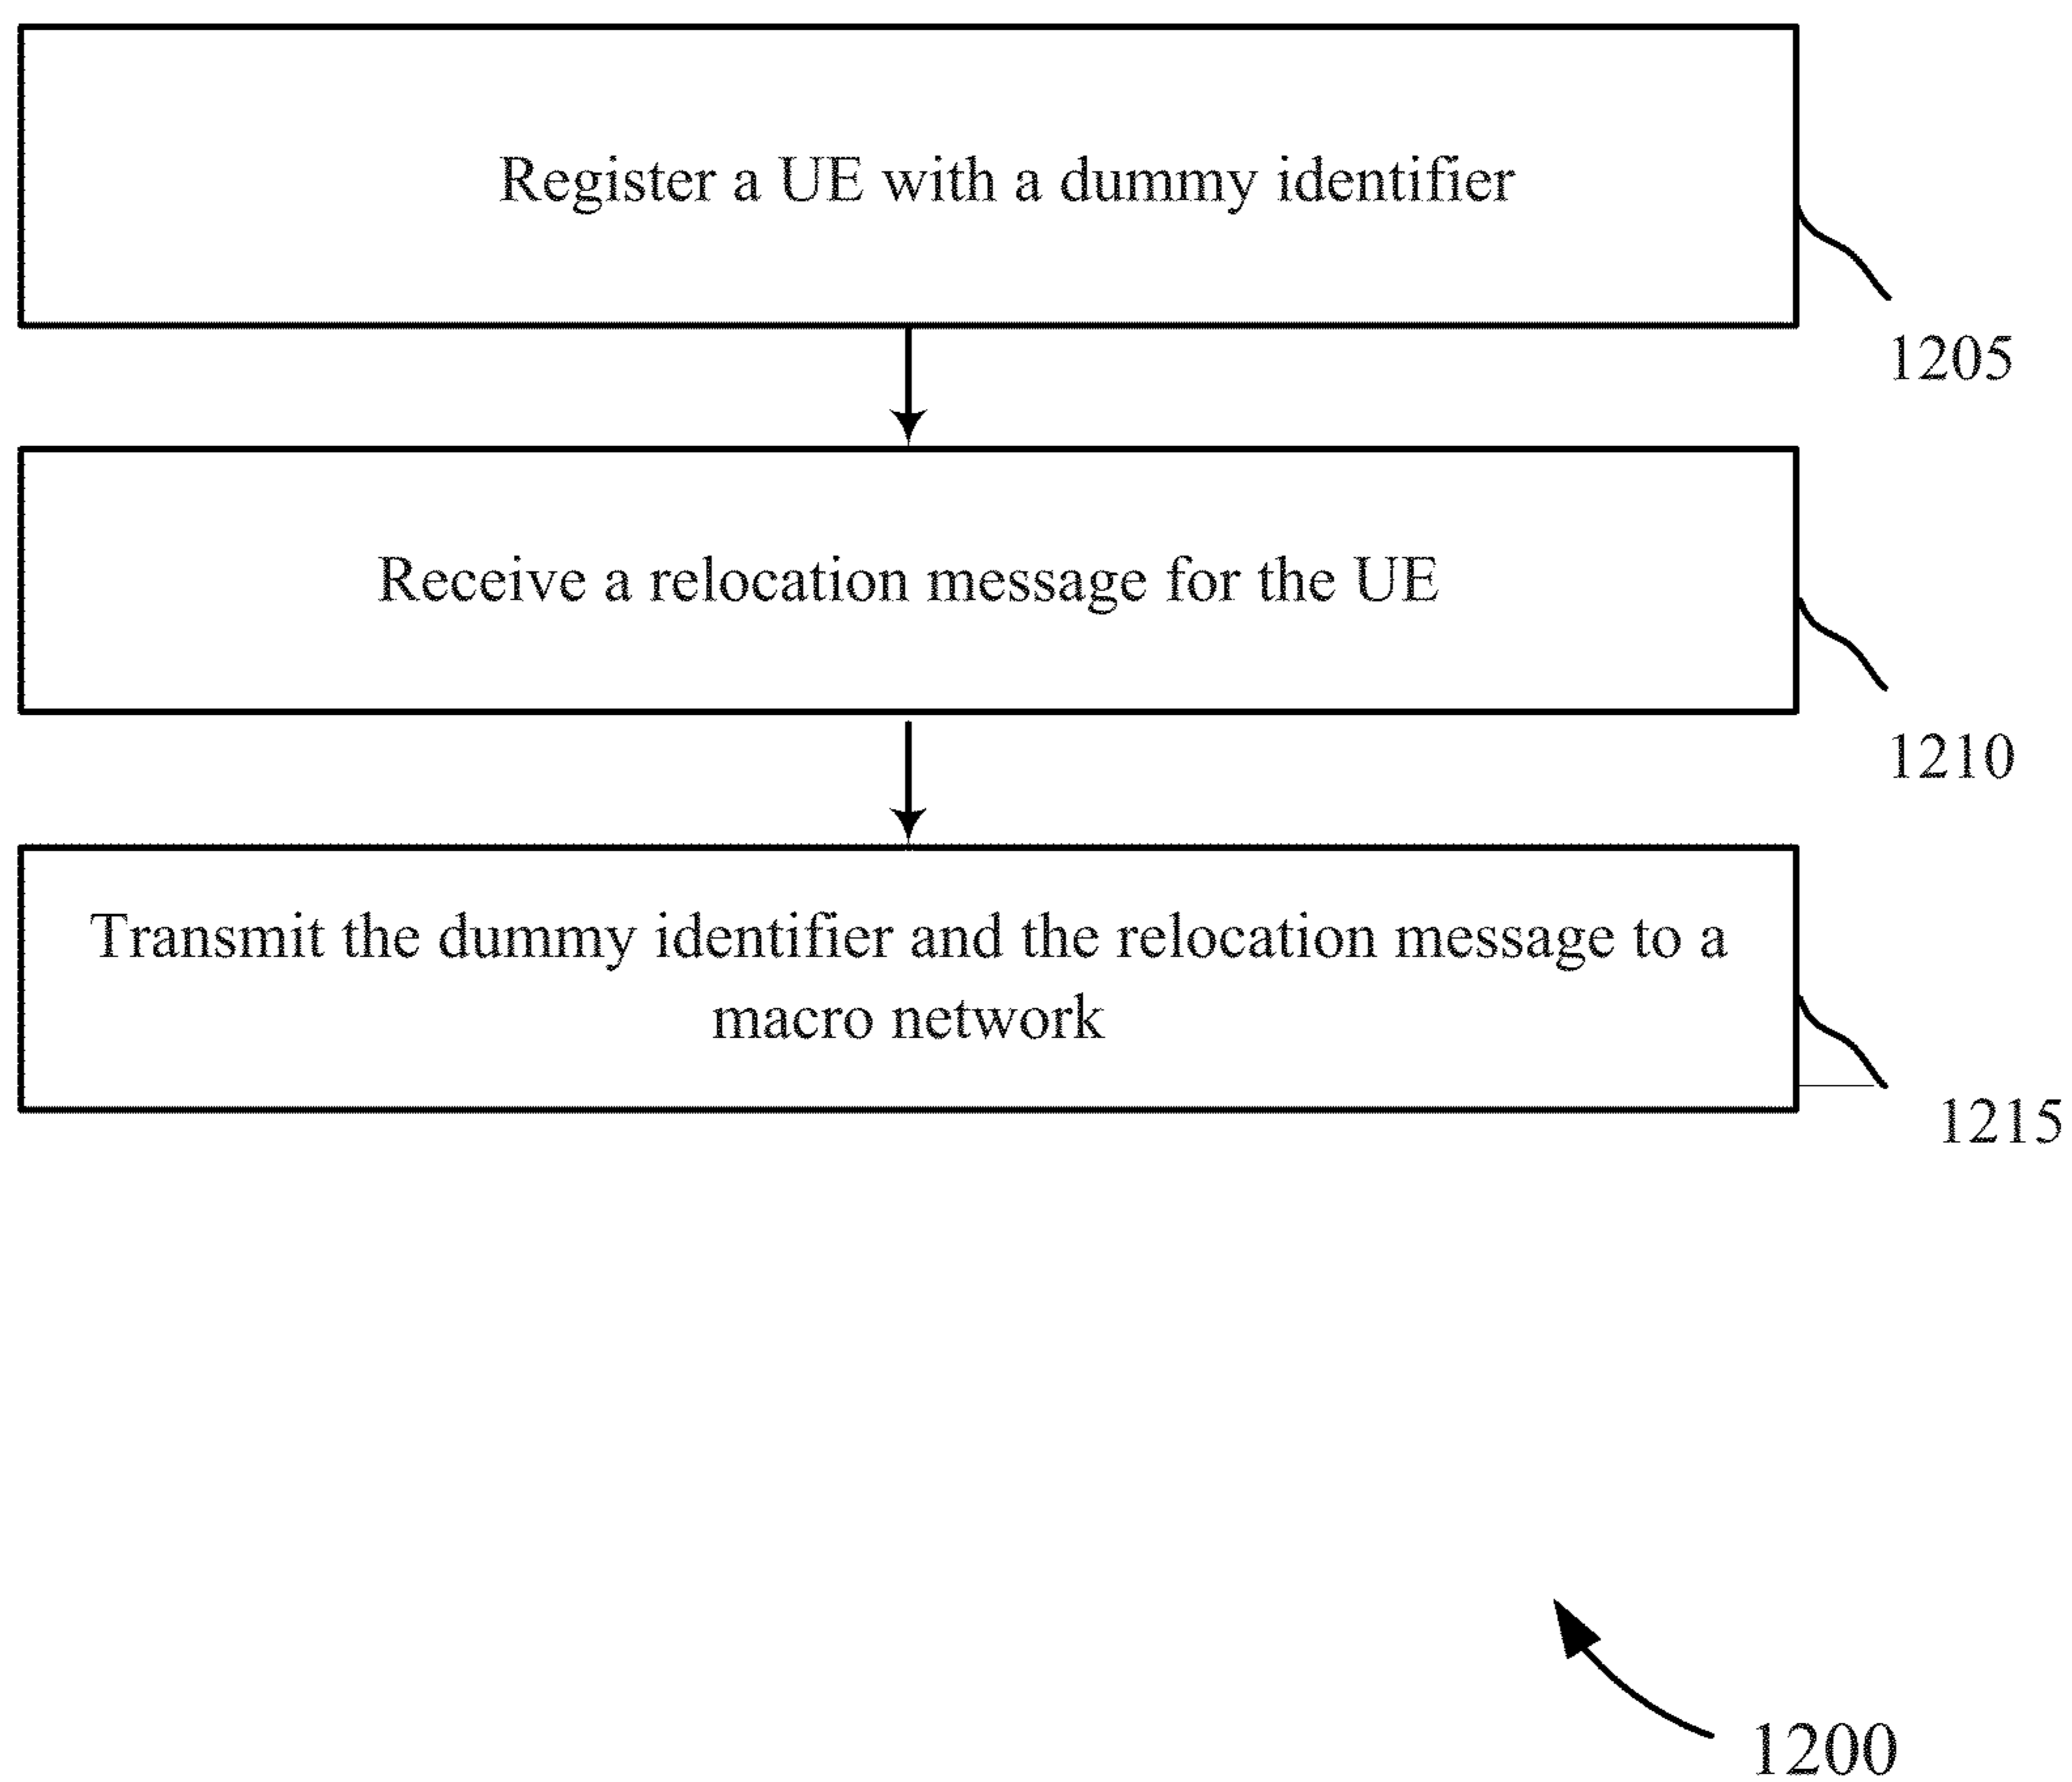 Register a UE with a dummy identifier
1205
Receive a relocation message for the UE
1210
Transmit the dummy identifier and the relocation message to a
macro network
1215
1200